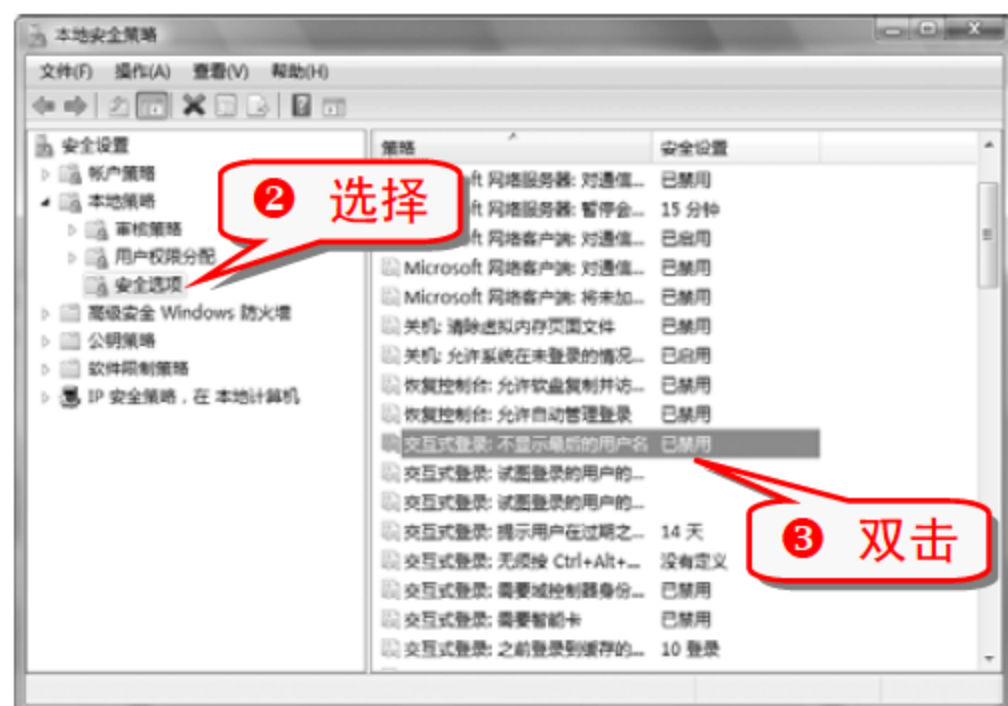 本地安全策略
文件(F) 操作(A) 查看(V) 帮助(H)
安全设置
帐户策略
本地策略
审核策略
用户权限分配
安全选项
高级安全 Windows 防火墙
公钥策略
软件限制策略
IP 安全策略，在 本地计算机
❷ 选择
策略 安全设置
ft 网络服务器: 对通信... 已禁用
ft 网络服务器: 暂停会... 15 分钟
ft 网络客户端: 对通信... 已启用
Microsoft 网络客户端: 对通信... 已禁用
Microsoft 网络客户端: 将未加... 已禁用
关机: 清除虚拟内存页面文件 已禁用
关机: 允许系统在未登录的情况... 已启用
恢复控制台: 允许软盘复制并访... 已禁用
恢复控制台: 允许自动管理登录 已禁用
交互式登录: 不显示最后的用户名 已禁用
交互式登录: 试图登录的用户的...
交互式登录: 试图登录的用户的...
交互式登录: 提示用户在过期之... 14 天
交互式登录: 无须按 Ctrl+Alt+... 没有定义
交互式登录: 需要域控制器身份... 已禁用
交互式登录: 需要智能卡 已禁用
交互式登录: 之前登录到缓存的... 10 登录
❸ 双击